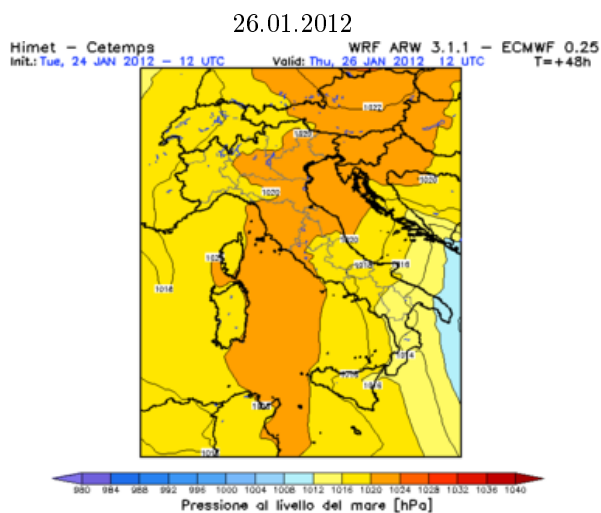 26.01.2012
Himet – Cetemps WRF ARW 3.1.1 – ECMWF 0.25
Init.: Tue, 24 JAN 2012 – 12 UTC Valid: Thu, 26 JAN 2012 12 UTC T=+48h
1022
1020
1020
1020
1020
1018
1016
1016
1014
1016
980 984 988 992 996 1000 1004 1008 1012 1016 1020 1024 1028 1032 1036 1040
Pressione al livello del mare [hPa]